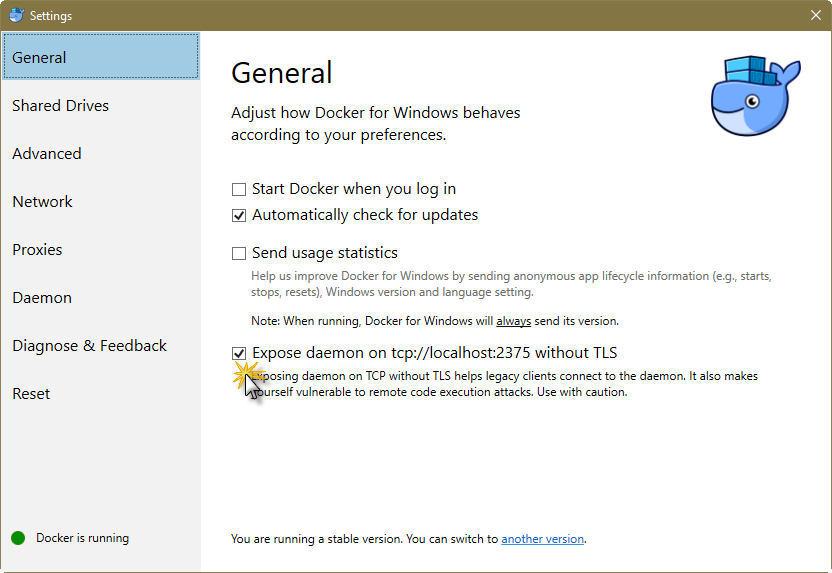 Settings
General
Shared Drives
Advanced
Network
Proxies
Daemon
Diagnose & Feedback
Reset
Docker is running
General
Adjust how Docker for Windows behaves
according to your preferences.
Start Docker when you log in
Automatically check for updates
Send usage statistics
Help us improve Docker for Windows by sending anonymous app lifecycle information (e.g., starts,
stops, resets), Windows version and language setting.
Note: When running, Docker for Windows will always send its version.
Expose daemon on tcp://localhost:2375 without TLS
Exposing daemon on TCP without TLS helps legacy clients connect to the daemon. It also makes
yourself vulnerable to remote code execution attacks. Use with caution.
You are running a stable version. You can switch to another version.